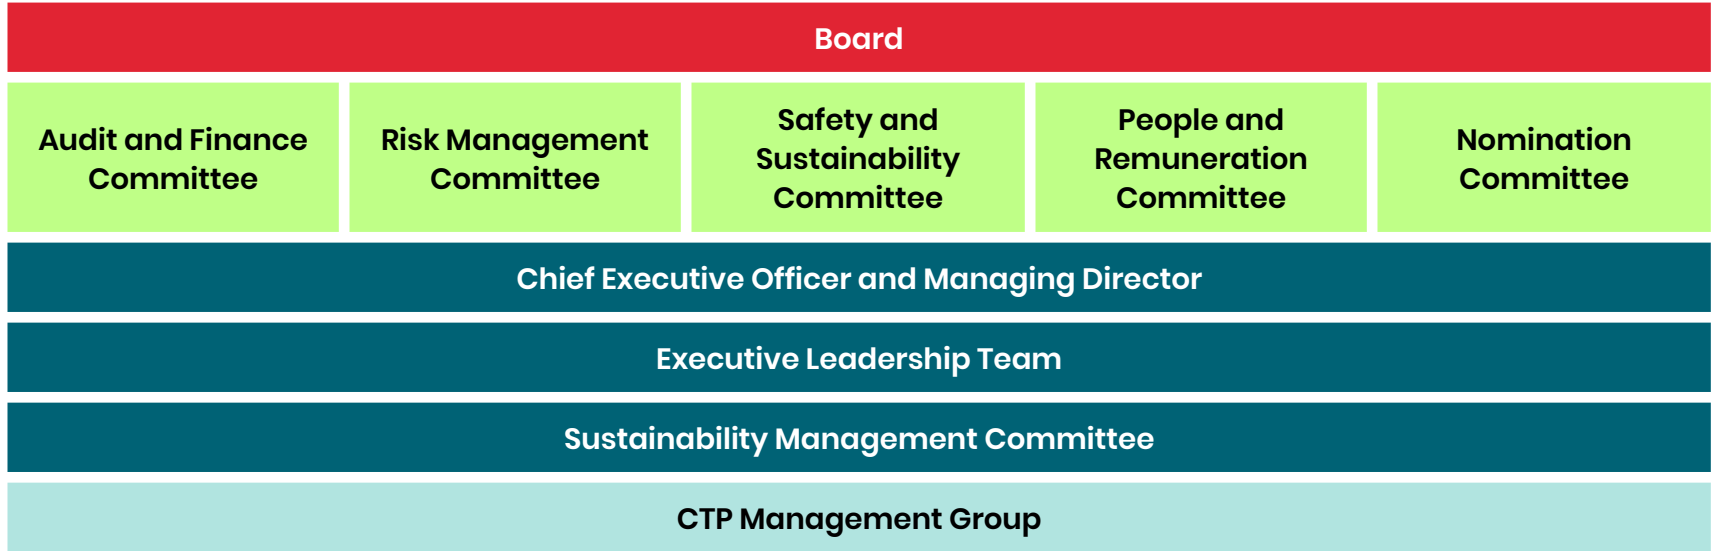 Board
Audit and Finance
Committee
Risk Management
Committee
Safety and
Sustainability
Committee
People and
Remuneration
Committee
Nomination
Committee
Chief Executive Officer and Managing Director
Executive Leadership Team
Sustainability Management Committee
CTP Management Group